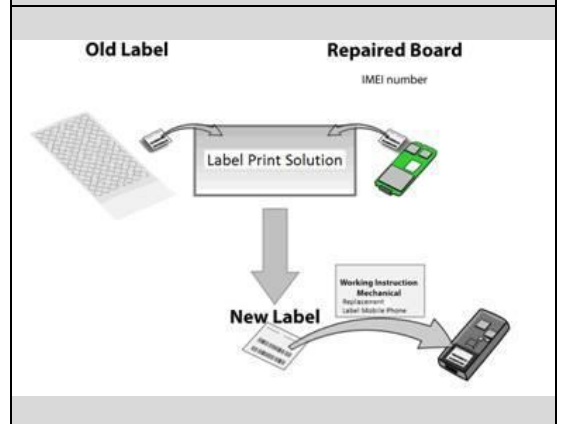 Old Label
Repaired Board
IMEI number
Label Print Solution
Working Instruction
Mechanical
Replacement
Label Mobile Phone
New Label